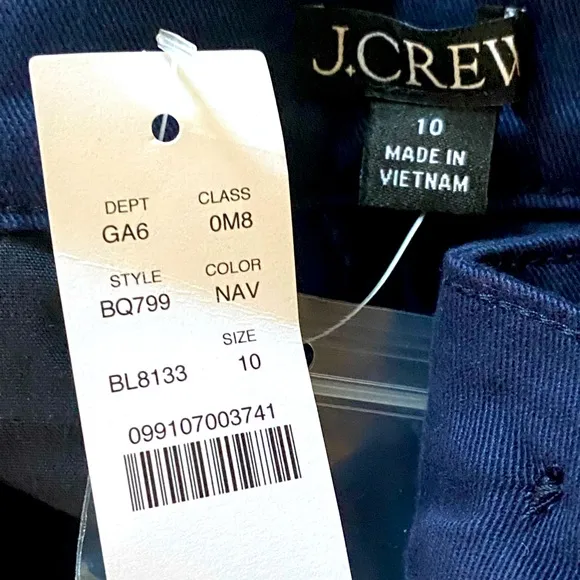 J.CREW
10
MADE IN
VIETNAM
DEPT CLASS
GA6 0M8
STYLE COLOR
BQ799 NAV
SIZE
BL8133 10
099107003741